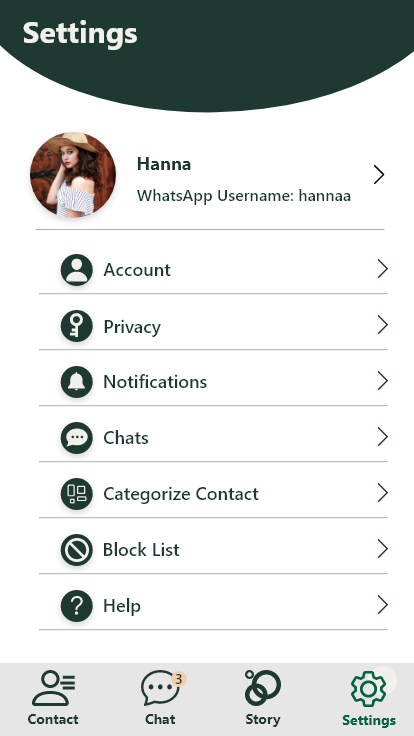 Settings
Hanna
WhatsApp Username: hannaa
Account
Privacy
Notifications
Chats
Categorize Contact
Block List
Help
3
Contact
Chat
Story
Settings